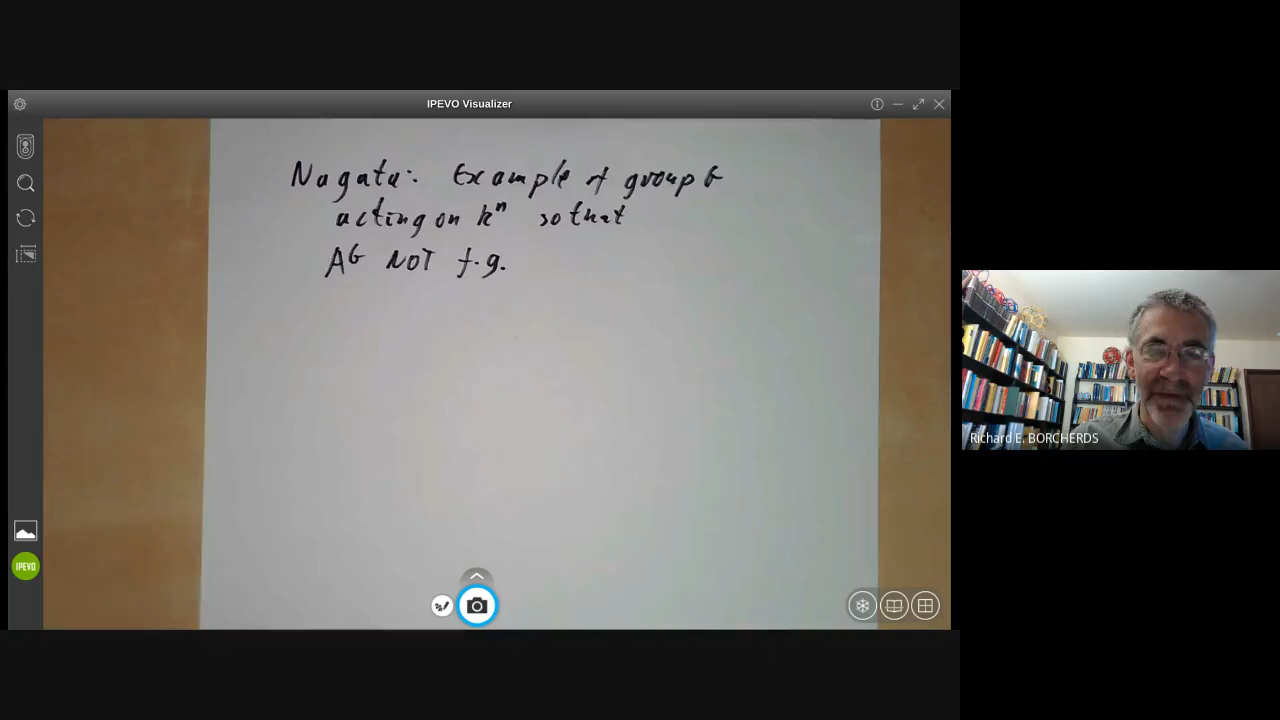 IPEVO Visualizer
Nagata: Example of group G
acting on k^n so that
A^G NOT f.g.
Richard E. BORCHERDS
IPEVO